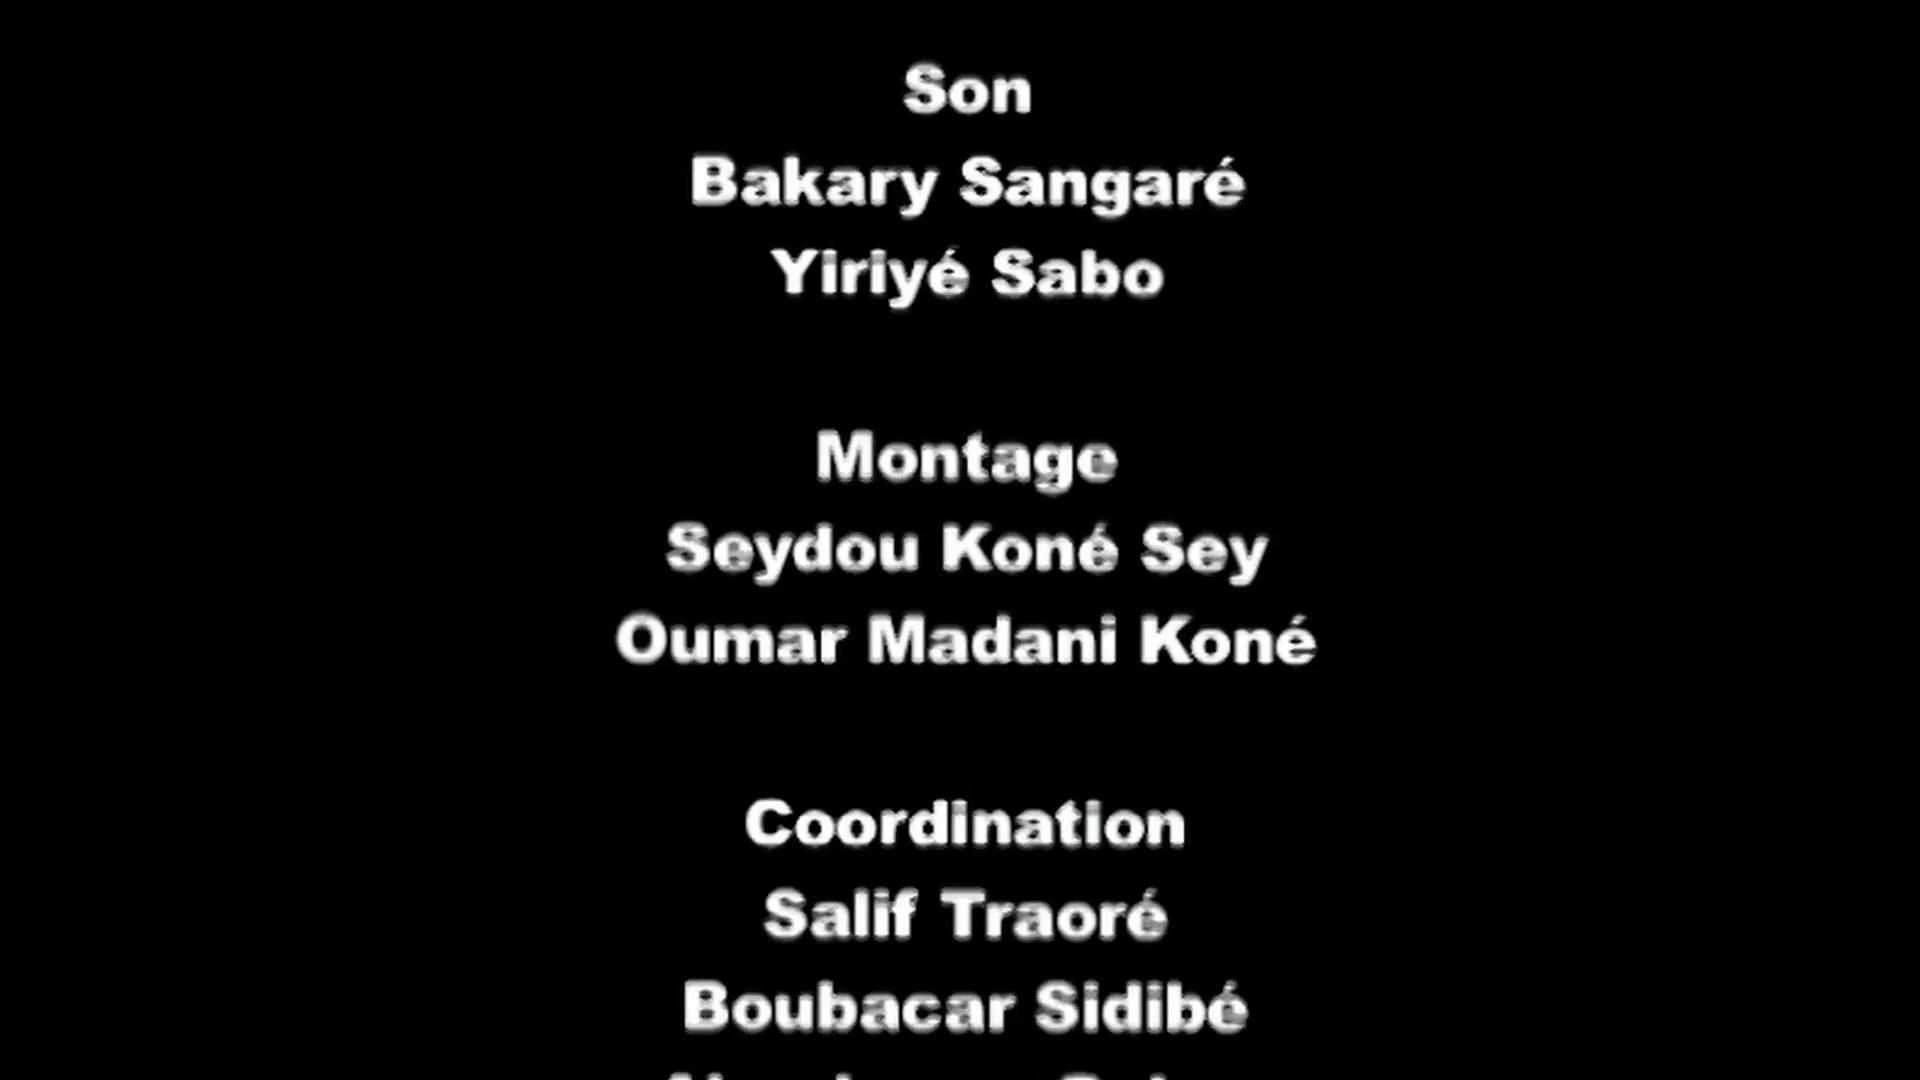 Son
Bakary Sangaré
Yiriyé Sabo
Montage
Seydou Koné Sey
Oumar Madani Koné
Coordination
Salif Traoré
Boubacar Sidibé